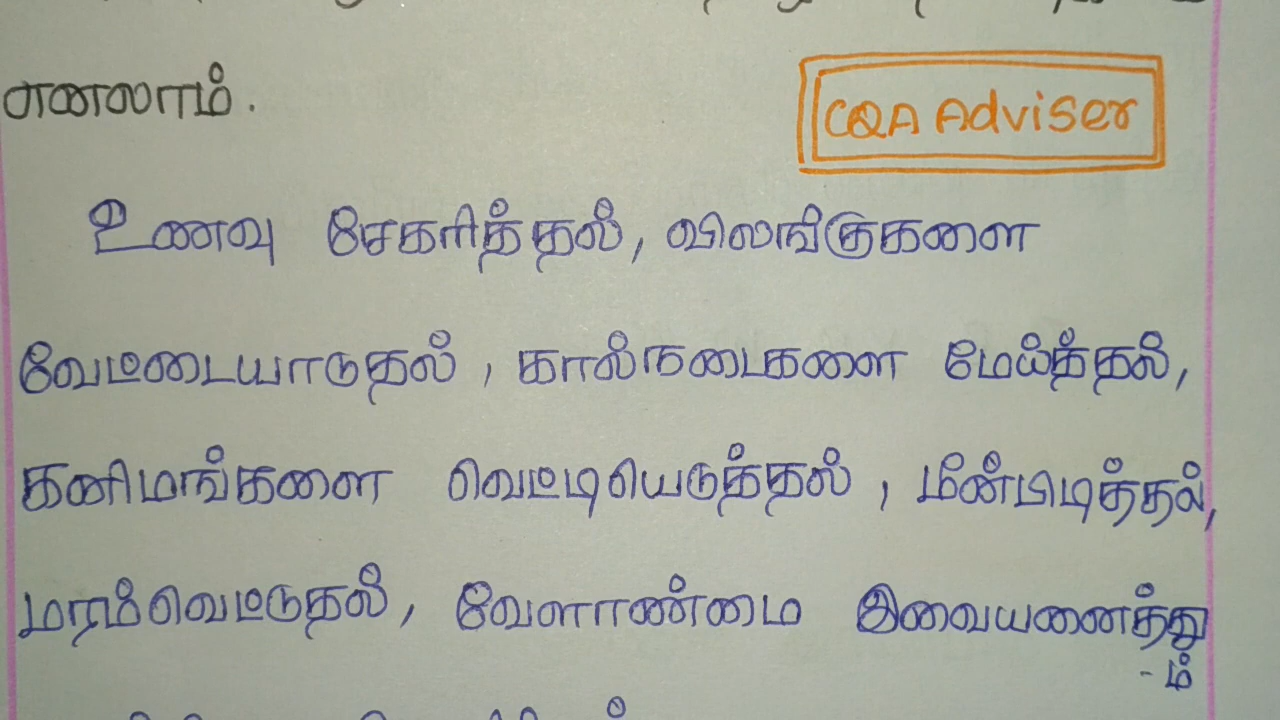 எனலாம்.
CQA Adviser
உணவு சேகரித்தல், விலங்குகளை
வேட்டையாடுதல், கால்நடைகளை மேய்த்தல்,
கனிமங்களை வெட்டியெடுத்தல், மீன்பிடித்தல்,
மரம்வெட்டுதல், வேளாண்மை இவையனைத்து
-ம்